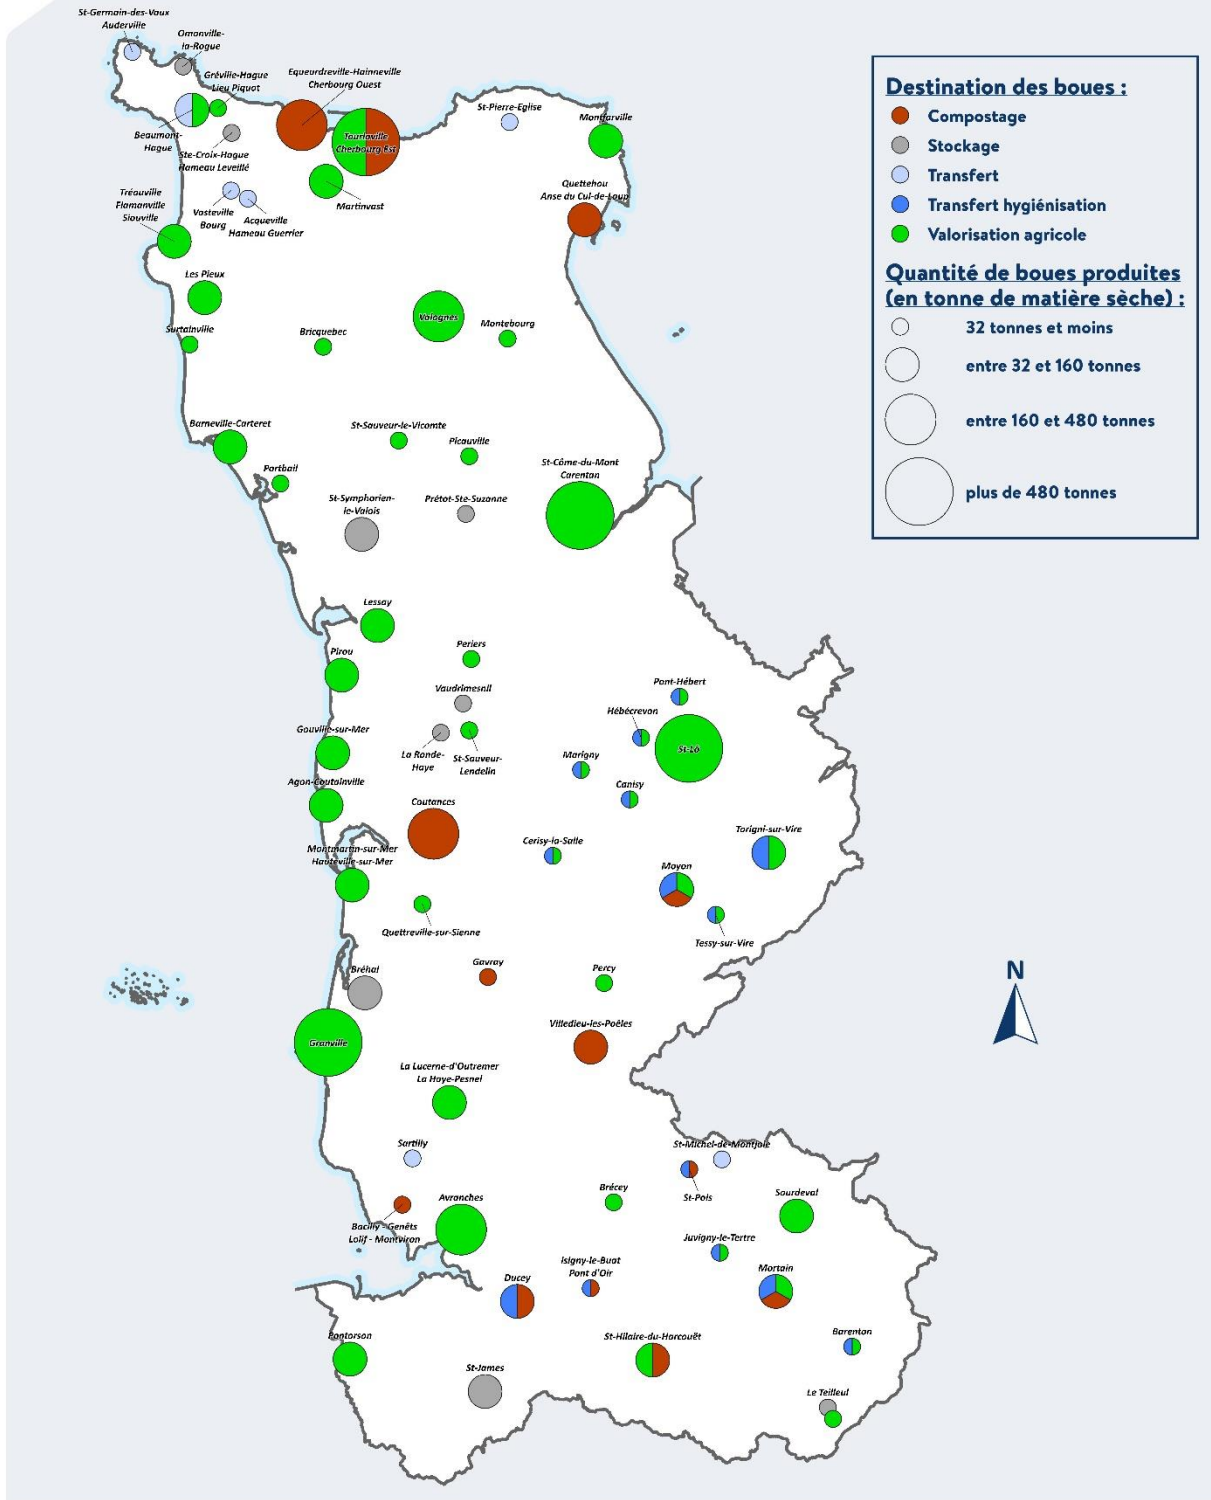 St-Germain-des-Vaux
Auderville
Omonville-
la-Rogue
Gréville-Hague
Lieu Piquot
Equeurdreville-Hainneville
Cherbourg Ouest
Beaumont-
Hague
Ste-Croix-Hague
Hameau Leveillé
Tourlaville
Cherbourg Est
St-Pierre-Eglise
Montfarville
Quettehou
Anse du Cul-de-Loup
Martinvast
Vasteville
Bourg
Acqueville
Hameau Guerrier
Tréauville
Flamanville
Siouville
Les Pieux
Surtainville
Bricquebec
Valognes
Montebourg
Barneville-Carteret
St-Sauveur-le-Vicomte
Picauville
Portbail
St-Symphorien-
le-Valois
Prétot-Ste-Suzanne
St-Côme-du-Mont
Carentan
Lessay
Pirou
Periers
Vaudrimesnil
La Ronde-
Haye
St-Sauveur-
Lendelin
Gouville-sur-Mer
Agon-Coutainville
Pont-Hébert
Hébécrevon
St-Lô
Marigny
Canisy
Coutances
Montmartin-sur-Mer
Hauteville-sur-Mer
Cerisy-la-Salle
Torigni-sur-Vire
Moyon
Tessy-sur-Vire
Quettreville-sur-Sienne
Bréhal
Gavray
Percy
Granville
Villedieu-les-Poêles
La Lucerne-d'Outremer
La Haye-Pesnel
Sartilly
St-Michel-de-Montjoie
St-Pois
Bacilly - Genêts
Lolif - Montviron
Avranches
Brécey
Sourdeval
Juvigny-le-Tertre
Ducey
Isigny-le-Buat
Pont d'Oir
Mortain
Pontorson
St-James
St-Hilaire-du-Harcouët
Barenton
Le Teilleul
Destination des boues :
Compostage
Stockage
Transfert
Transfert hygiénisation
Valorisation agricole
Quantité de boues produites
(en tonne de matière sèche) :
32 tonnes et moins
entre 32 et 160 tonnes
entre 160 et 480 tonnes
plus de 480 tonnes
N